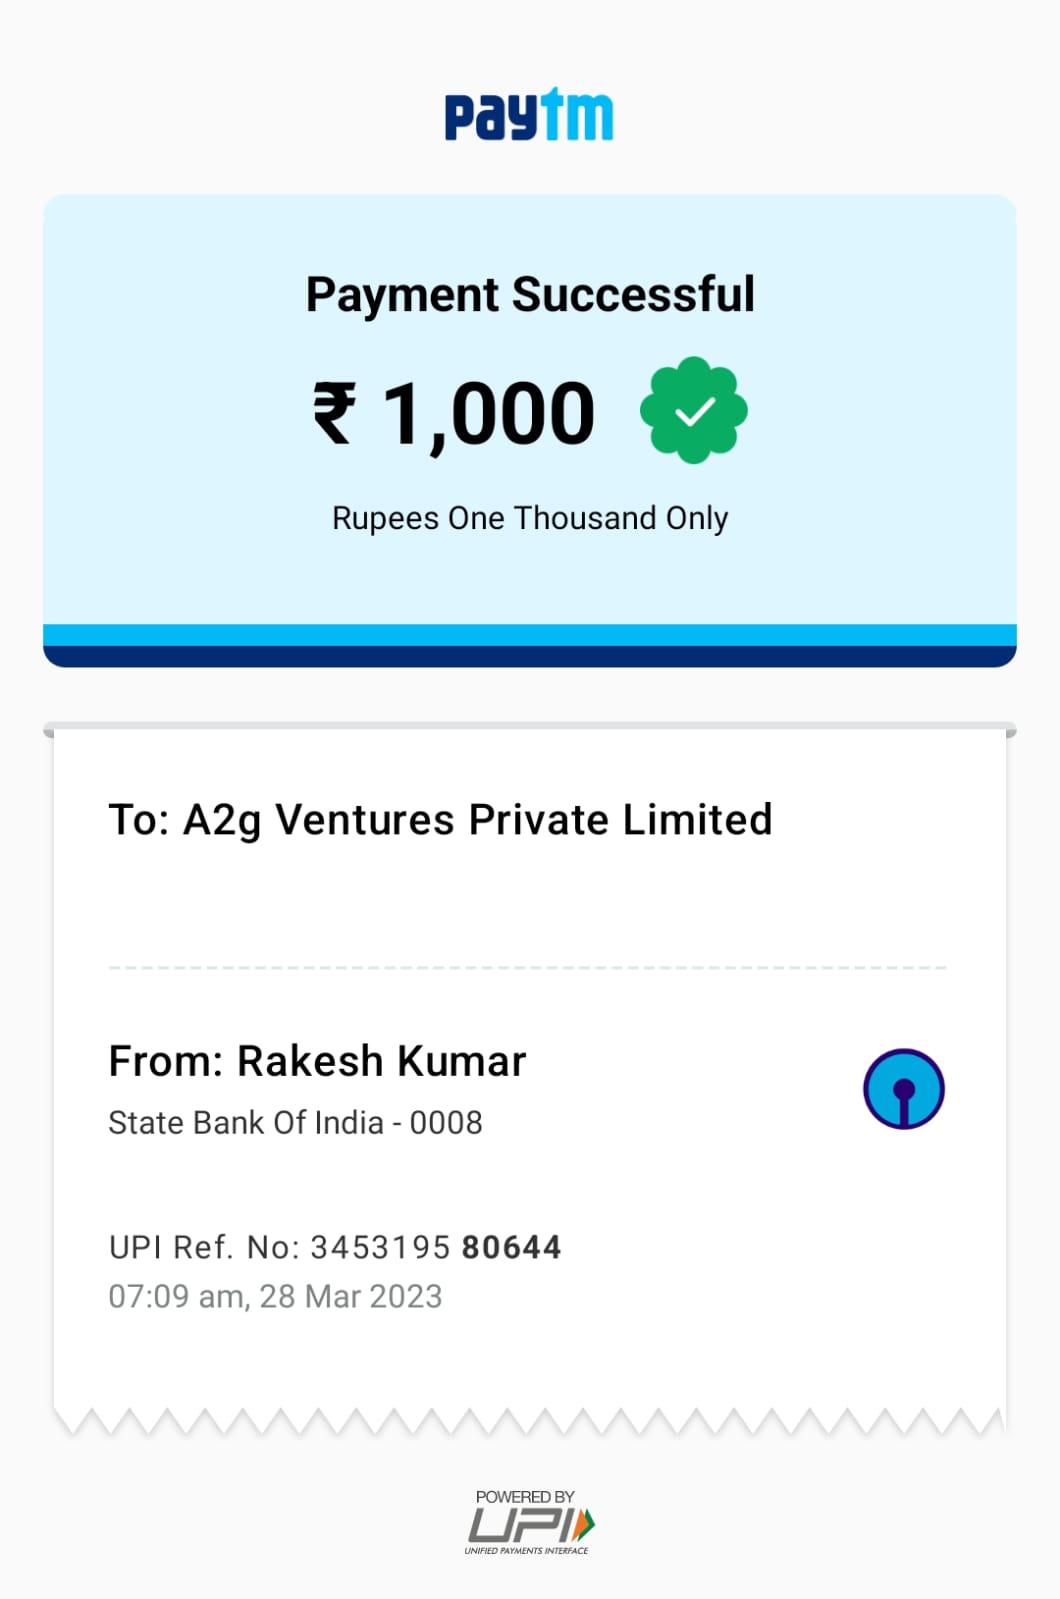 paytm
Payment Successful
₹ 1,000
Rupees One Thousand Only
To: A2g Ventures Private Limited
From: Rakesh Kumar
State Bank Of India - 0008
UPI Ref. No: 3453195 80644
07:09 am, 28 Mar 2023
POWERED BY
UPI
UNIFIED PAYMENTS INTERFACE